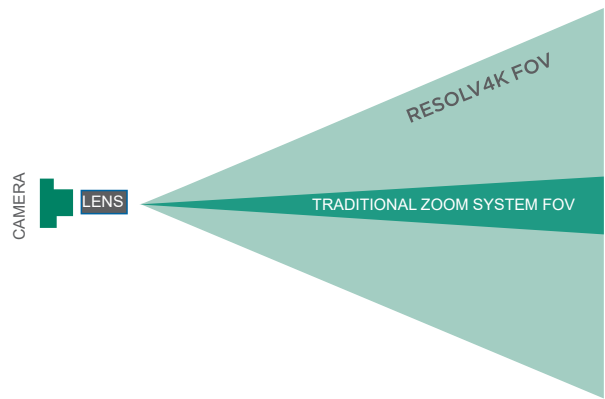 CAMERA
LENS
RESOLV4K FOV
TRADITIONAL ZOOM SYSTEM FOV